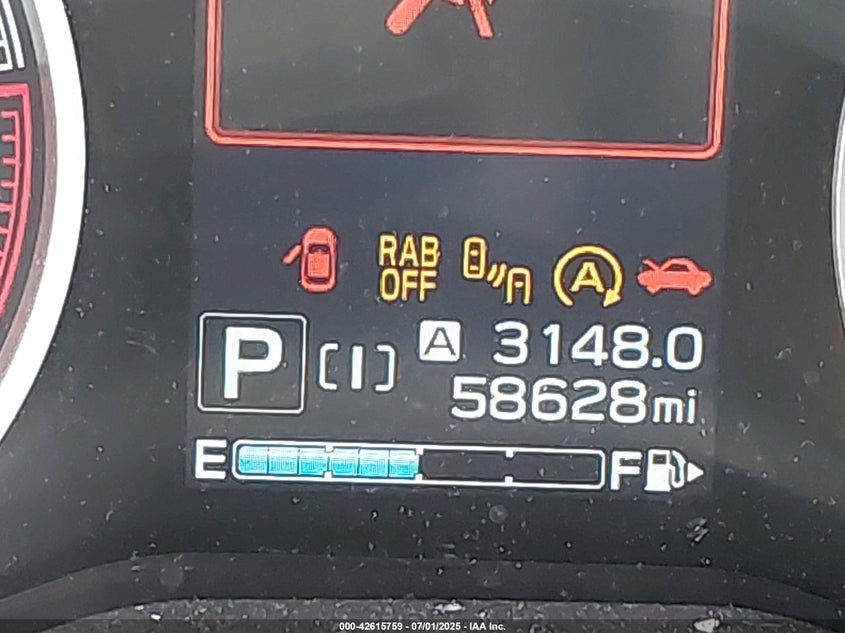 RAB
OFF
A
A 3148.0
P [I]
58628mi
E F
000-42615759 - 07/01/2025 - IAA Inc.